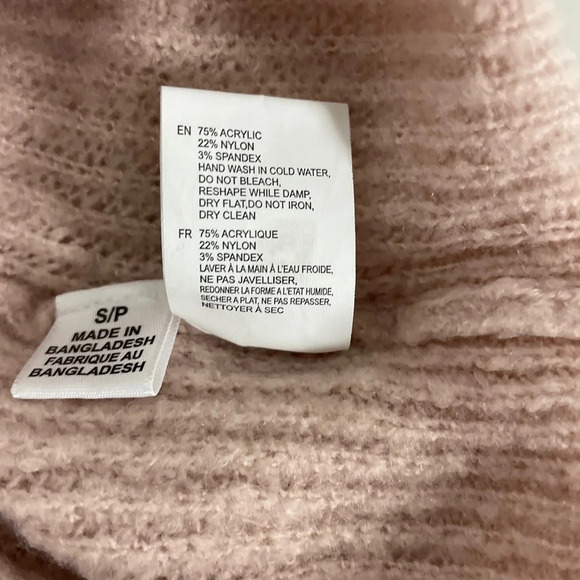 EN 75% ACRYLIC
22% NYLON
3% SPANDEX
HAND WASH IN COLD WATER,
DO NOT BLEACH,
RESHAPE WHILE DAMP,
DRY FLAT,DO NOT IRON,
DRY CLEAN
FR 75% ACRYLIQUE
22% NYLON
3% SPANDEX
LAVER À LA MAIN À L'EAU FROIDE,
NE PAS JAVELLISER,
REDONNER LA FORME A L'ETAT HUMIDE,
SECHER A PLAT, NE PAS REPASSER,
NETTOYER À SEC
S/P
MADE IN
BANGLADESH
FABRIQUE AU
BANGLADESH